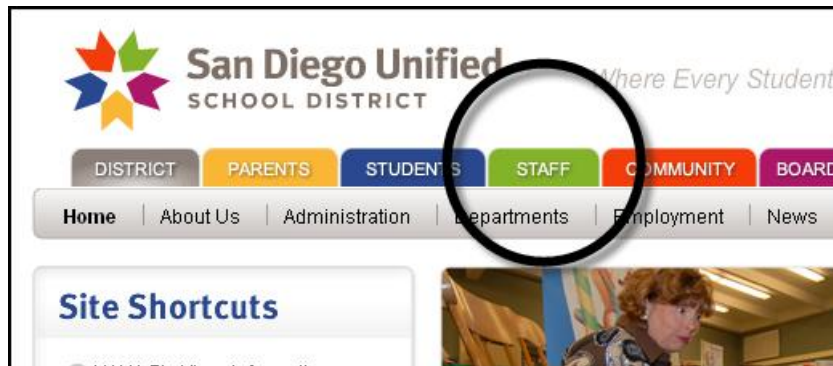 San Diego Unified
SCHOOL DISTRICT
Where Every Student
DISTRICT PARENTS STUDENTS STAFF COMMUNITY BOARD
Home About Us Administration Departments Employment News
Site Shortcuts